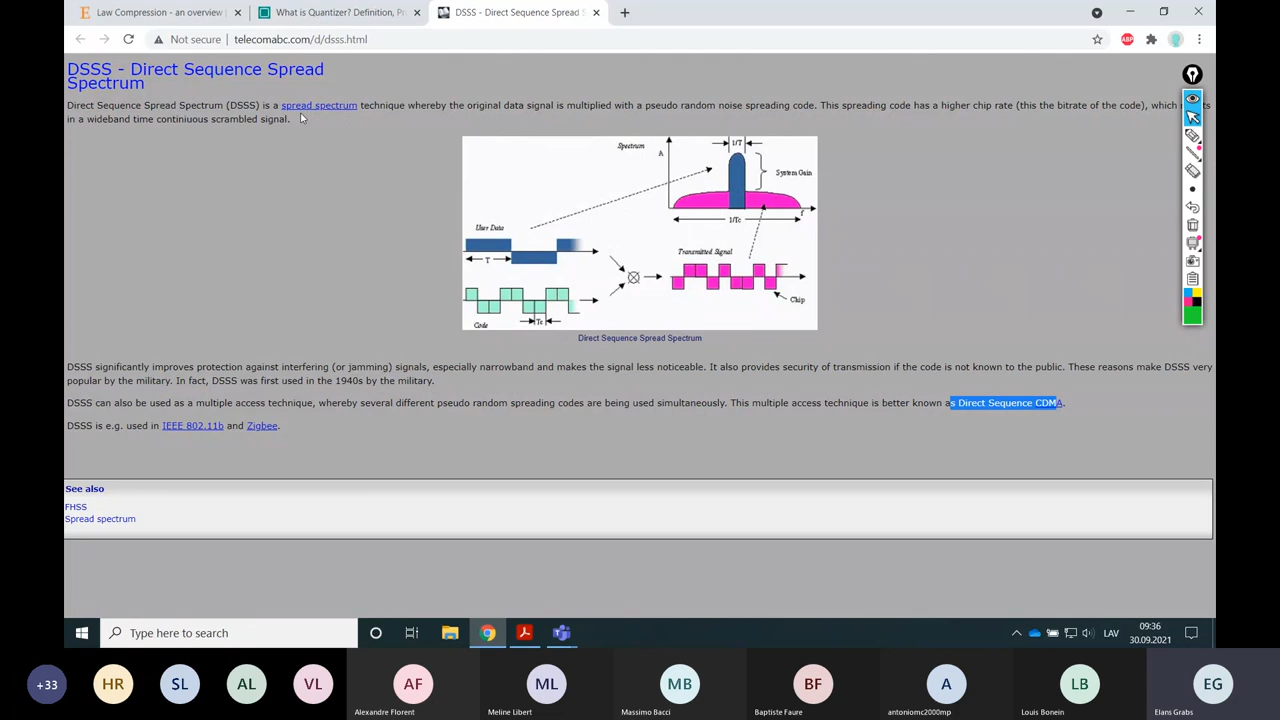 Law Compression - an overview
What is Quantizer? Definition, Pr
DSSS - Direct Sequence Spread S
Not secure
telecomabc.com/d/dsss.html
ABP
DSSS - Direct Sequence Spread
Spectrum
Direct Sequence Spread Spectrum (DSSS) is a spread spectrum technique whereby the original data signal is multiplied with a pseudo random noise spreading code. This spreading code has a higher chip rate (this the bitrate of the code), which
in a wideband time continiuous scrambled signal.
Spectrum
A
1/T
System Gain
f
1/Tc
User Data
T
Transmitted Signal
Chip
Tc
Code
Direct Sequence Spread Spectrum
DSSS significantly improves protection against interfering (or jamming) signals, especially narrowband and makes the signal less noticeable. It also provides security of transmission if the code is not known to the public. These reasons make DSSS very
popular by the military. In fact, DSSS was first used in the 1940s by the military.
DSSS can also be used as a multiple access technique, whereby several different pseudo random spreading codes are being used simultaneously. This multiple access technique is better known as Direct Sequence CDMA.
DSSS is e.g. used in IEEE 802.11b and Zigbee.
See also
FHSS
Spread spectrum
Type here to search
LAV
09:36
30.09.2021
+33
HR
SL
AL
VL
AF
ML
MB
BF
A
LB
EG
Alexandre Florent
Meline Libert
Massimo Bacci
Baptiste Faure
antoniomc2000mp
Louis Bonein
Elans Grabs